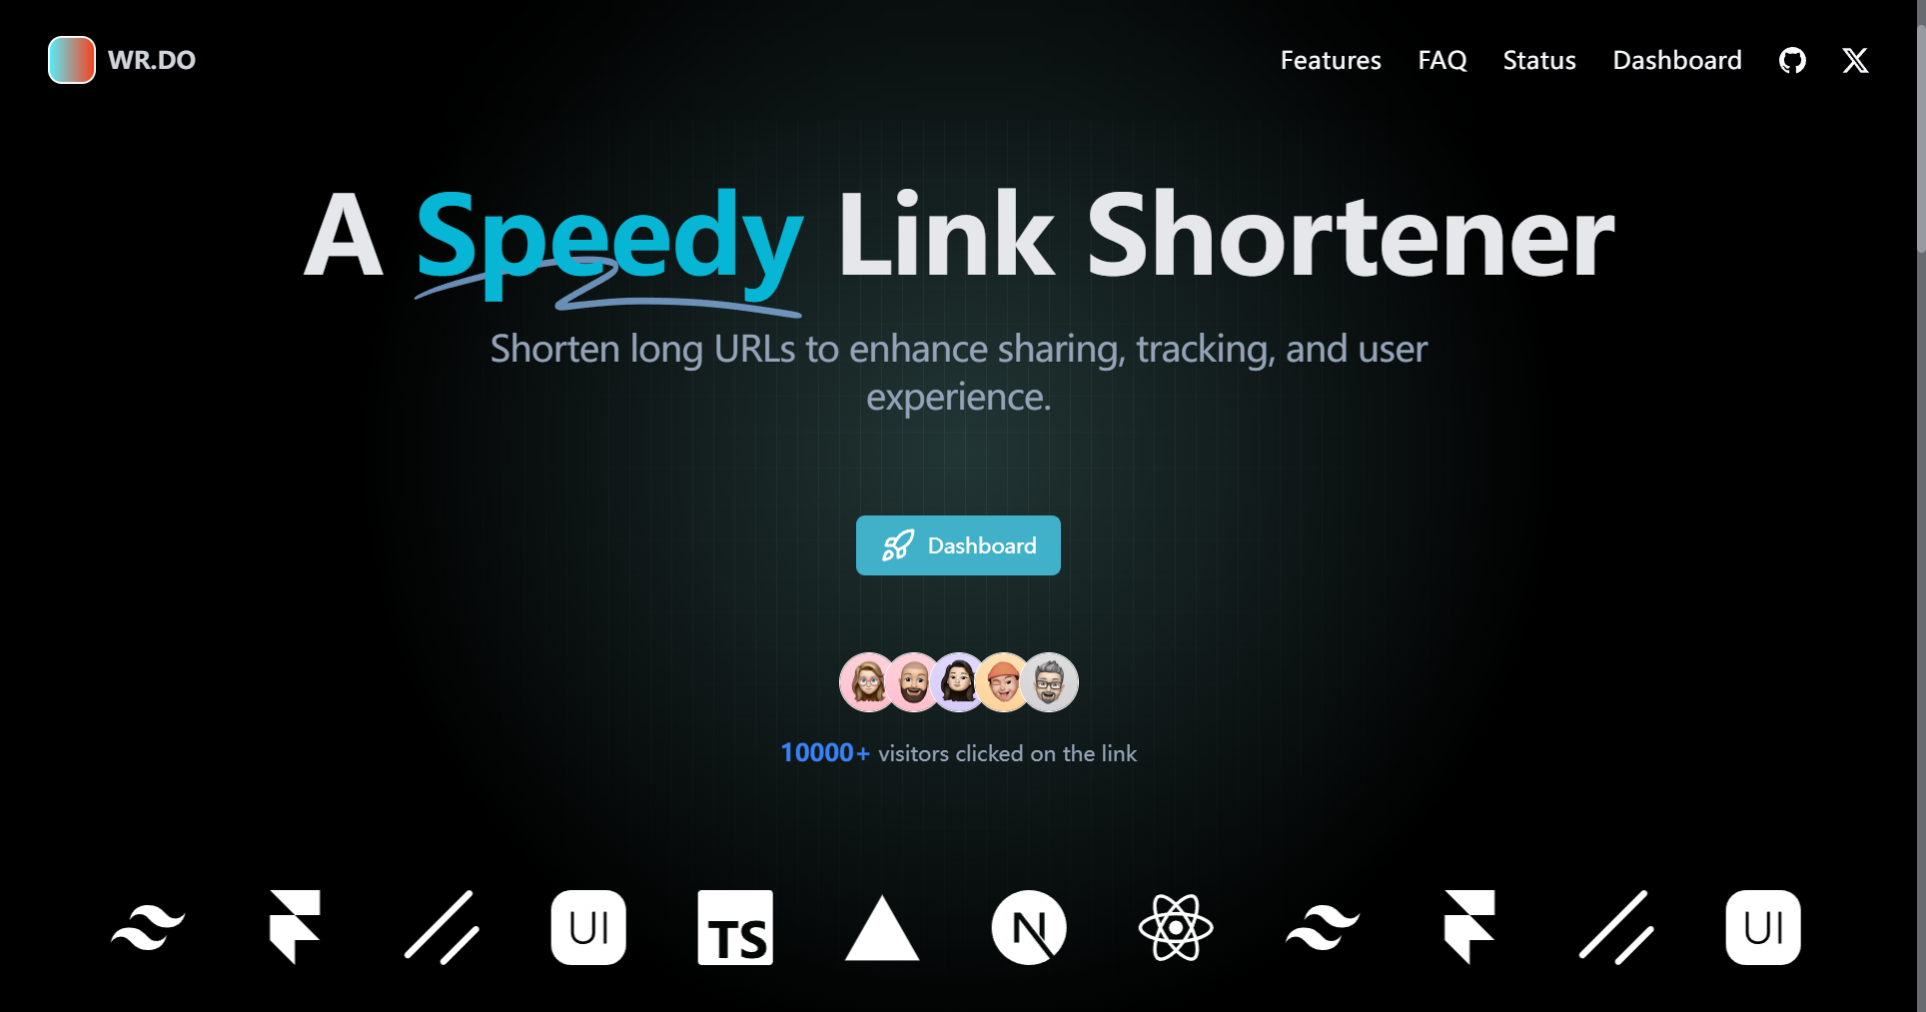 WR.DO
Features FAQ Status Dashboard
A Speedy Link Shortener
Shorten long URLs to enhance sharing, tracking, and user
experience.
Dashboard
10000+ visitors clicked on the link
UI TS N UI